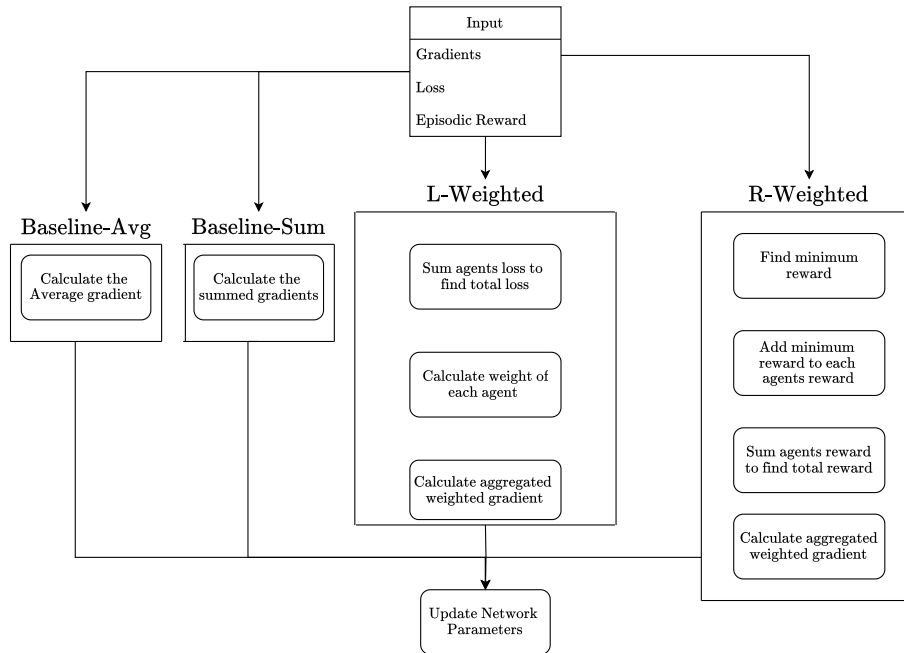 Input
Gradients
Loss
Episodic Reward
Baseline-Avg
Calculate the
Average gradient
Baseline-Sum
Calculate the
summed gradients
L-Weighted
Sum agents loss to
find total loss
Calculate weight of
each agent
Calculate aggregated
weighted gradient
R-Weighted
Find minimum
reward
Add minimum
reward to each
agents reward
Sum agents reward
to find total reward
Calculate aggregated
weighted gradient
Update Network
Parameters